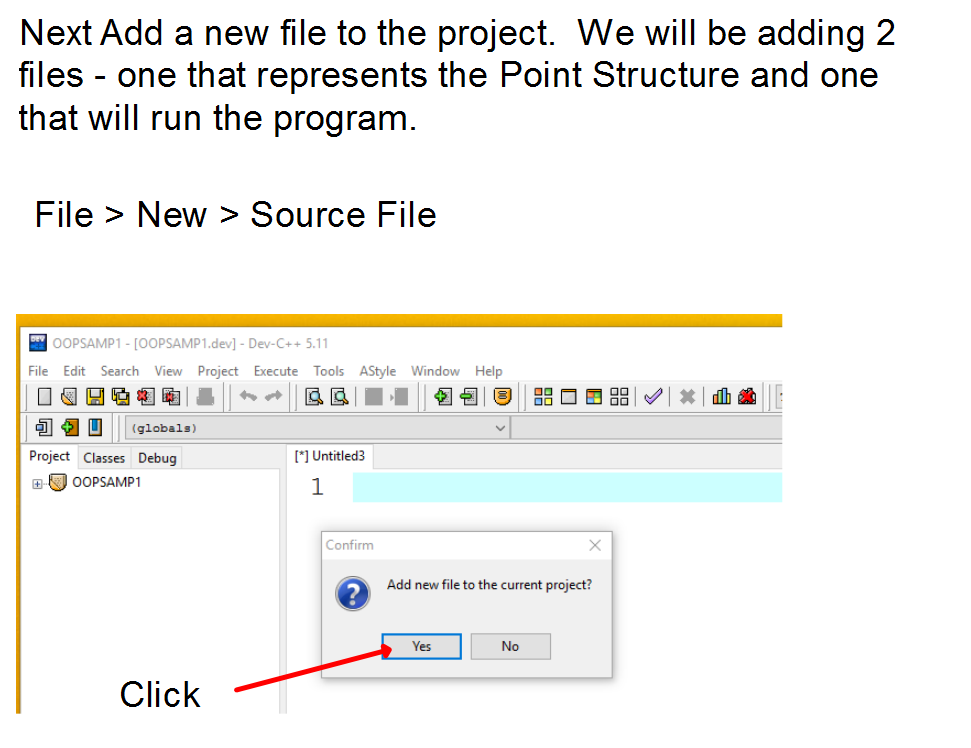 Next Add a new file to the project.  We will be adding 2
files - one that represents the Point Structure and one
that will run the program.
File > New > Source File
OOPSAMP1 - [OOPSAMP1.dev] - Dev-C++ 5.11
File Edit Search View Project Execute Tools AStyle Window Help
(globals)
Project Classes Debug [*] Untitled3
OOPSAMP1 1
Confirm
Add new file to the current project?
Yes No
Click